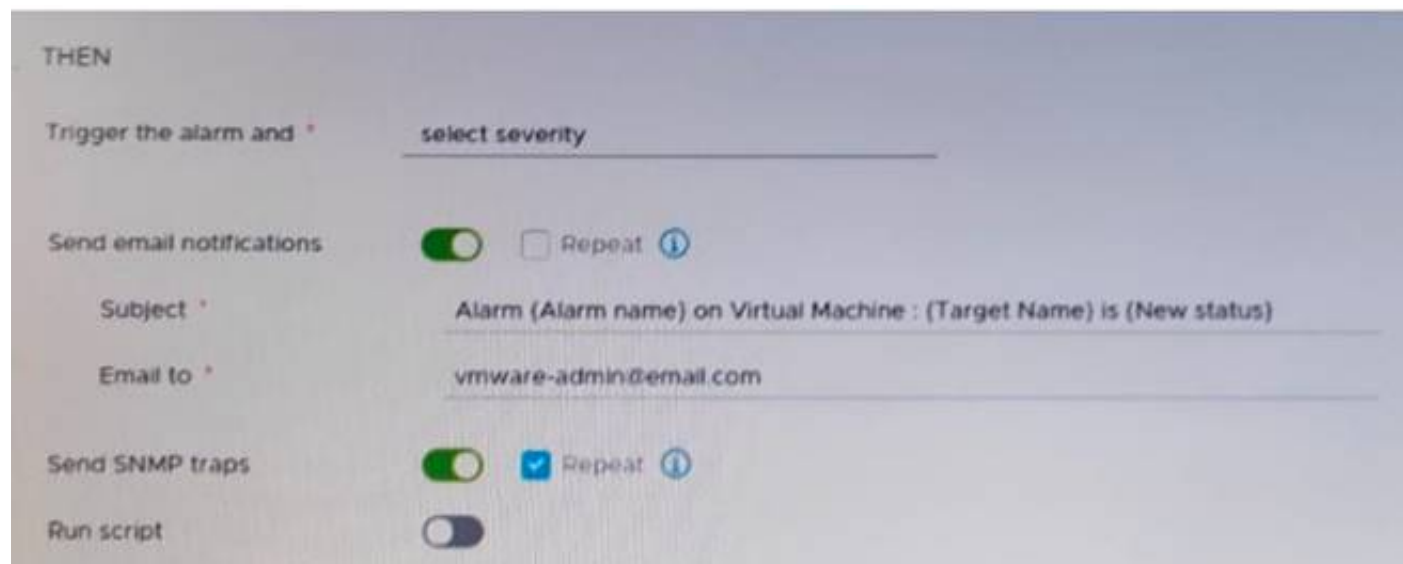 THEN
Trigger the alarm and * select severity
Send email notifications Repeat
Subject * Alarm {Alarm name} on Virtual Machine : {Target Name} is {New status}
Email to * vmware-admin@email.com
Send SNMP traps Repeat
Run script